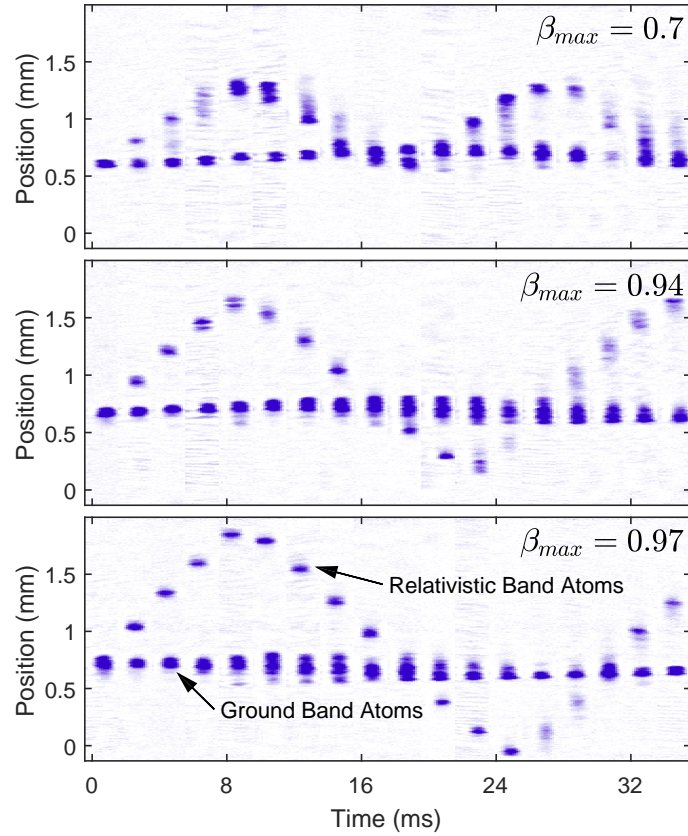 β_max = 0.7
1.5
1
0.5
0
Position (mm)
β_max = 0.94
1.5
1
0.5
0
Position (mm)
β_max = 0.97
1.5
1
0.5
0
Position (mm)
Relativistic Band Atoms
Ground Band Atoms
0 8 16 24 32
Time (ms)